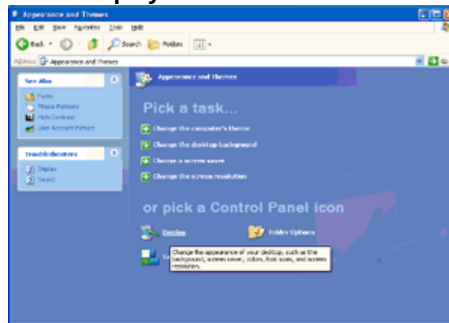 Appearance and Themes
File Edit View Favorites Tools Help
Back Search Folders
Address Appearance and Themes Go
See Also
Fonts
Mouse Pointers
High Contrast
User Account Picture
Troubleshooters
Display
Sound
Appearance and Themes
Pick a task...
Change the computer's theme
Change the desktop background
Choose a screen saver
Change the screen resolution
or pick a Control Panel icon
Display Folder Options
Change the appearance of your desktop, such as the
background, screen saver, colors, font sizes, and screen
resolution.